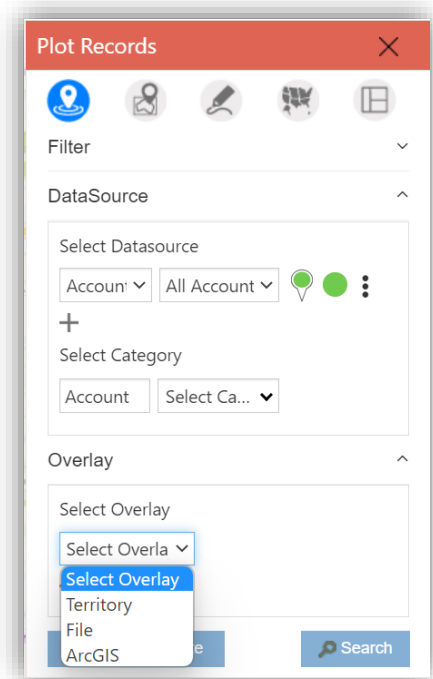 Plot Records
Filter
DataSource
Select Datasource
Account All Account
Select Category
Account Select Ca...
Overlay
Select Overlay
Select Overla
Select Overlay
Territory
File
ArcGIS
Search